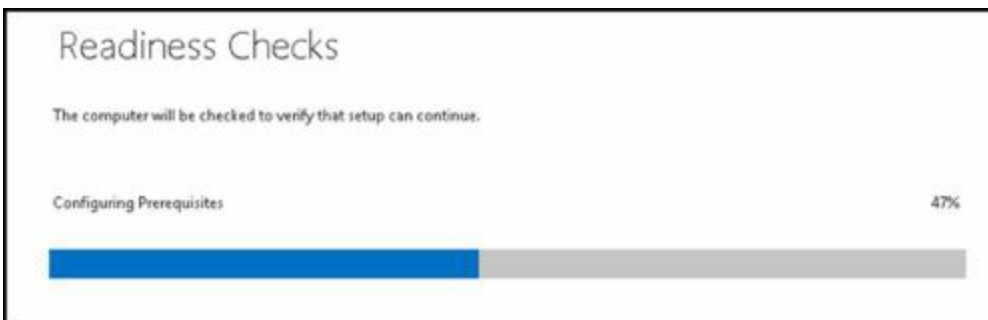 Readiness Checks
The computer will be checked to verify that setup can continue.
Configuring Prerequisites 47%